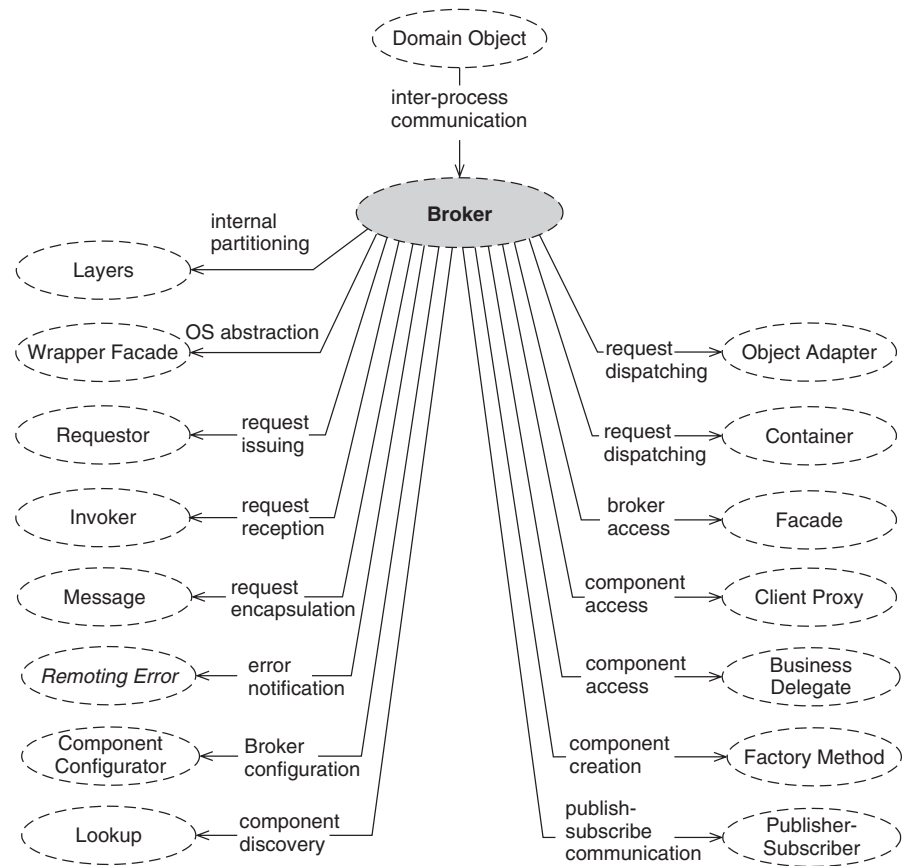 Domain Object
inter-process
communication
Broker
internal
partitioning
Layers
OS abstraction
Wrapper Facade
request
dispatching
Object Adapter
Requestor
request
issuing
request
dispatching
Container
Invoker
request
reception
broker
access
Facade
Message
request
encapsulation
component
access
Client Proxy
Remoting Error
error
notification
component
access
Business
Delegate
Component
Configurator
Broker
configuration
component
creation
Factory Method
Lookup
component
discovery
publish-
subscribe
communication
Publisher-
Subscriber